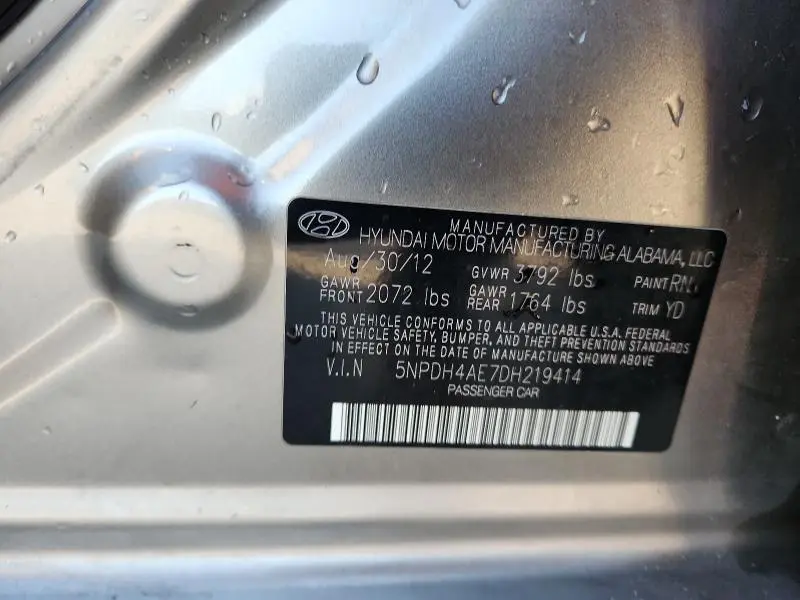 MANUFACTURED BY
HYUNDAI MOTOR MANUFACTURING ALABAMA, LLC
Aug/30/12 GVWR 3792 lbs PAINT
GAWR FRONT 2072 lbs GAWR REAR 1764 lbs TRIM YD
THIS VEHICLE CONFORMS TO ALL APPLICABLE U.S.A. FEDERAL
MOTOR VEHICLE SAFETY, BUMPER, AND THEFT PREVENTION STANDARDS
IN EFFECT ON THE DATE OF MANUFACTURE SHOWN ABOVE
V.I.N 5NPDH4AE7DH219414
PASSENGER CAR